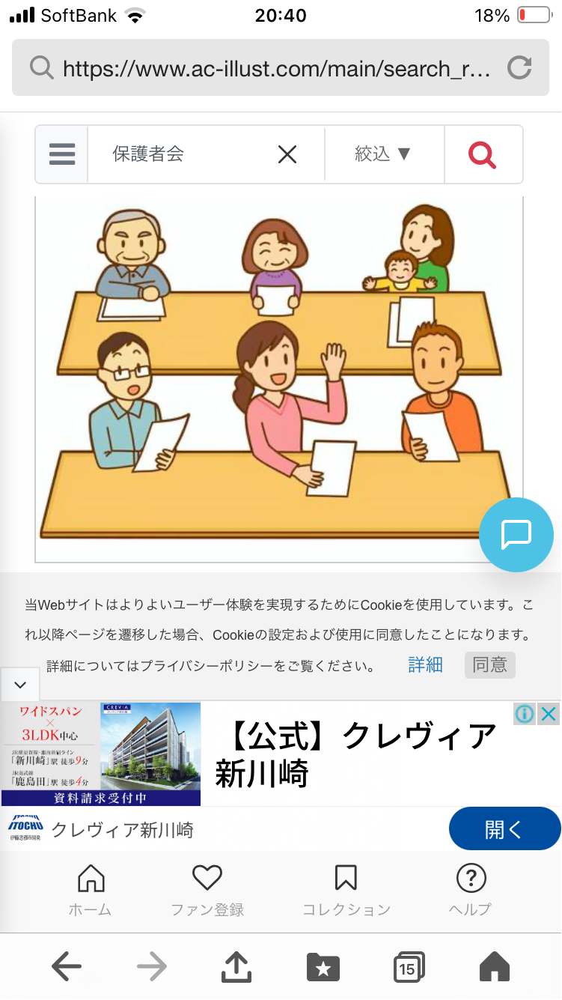 SoftBank 20:40 18%
https://www.ac-illust.com/main/search_r…
保護者会 絞込 ▼
当Webサイトはよりよいユーザー体験を実現するためにCookieを使用しています。こ
れ以降ページを遷移した場合、Cookieの設定および使用に同意したことになります。
詳細についてはプライバシーポリシーをご覧ください。 詳細 同意
ワイドスパン
×
3LDK中心
JR横須賀線・湘南新宿ライン
「新川崎」駅 徒歩9分
JR南武線
「鹿島田」駅 徒歩4分
資料請求受付中
CREVIA
【公式】クレヴィア
新川崎
ITOCHU
伊藤忠都市開発
クレヴィア新川崎
開く
ホーム ファン登録 コレクション ヘルプ
15